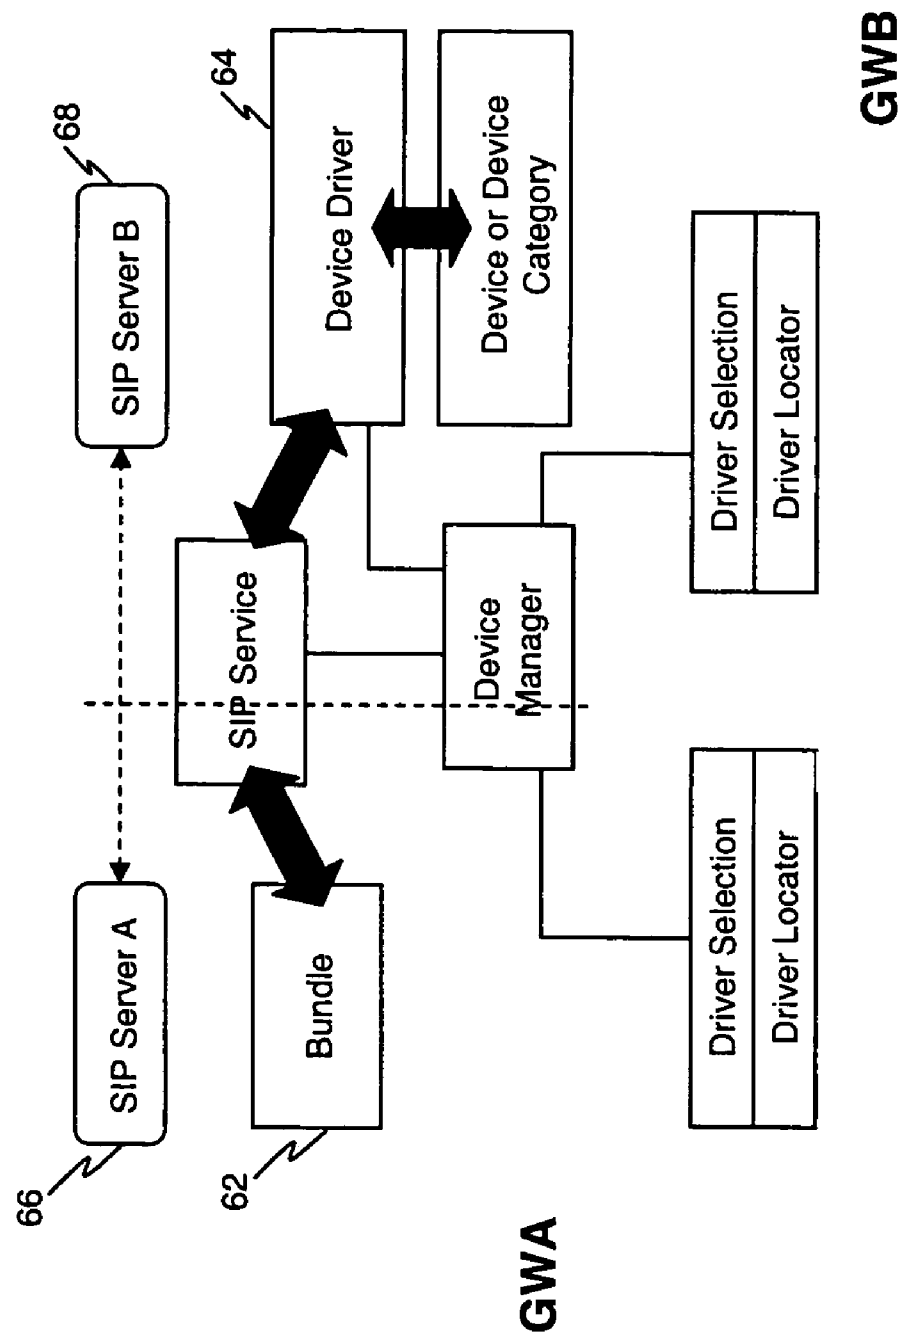 66
SIP Server A
SIP Server B
68
62
Bundle
SIP Service
64
Device Driver
Device or Device
Category
Device
Manager
Driver Selection
Driver Locator
Driver Selection
Driver Locator
GWA
GWB